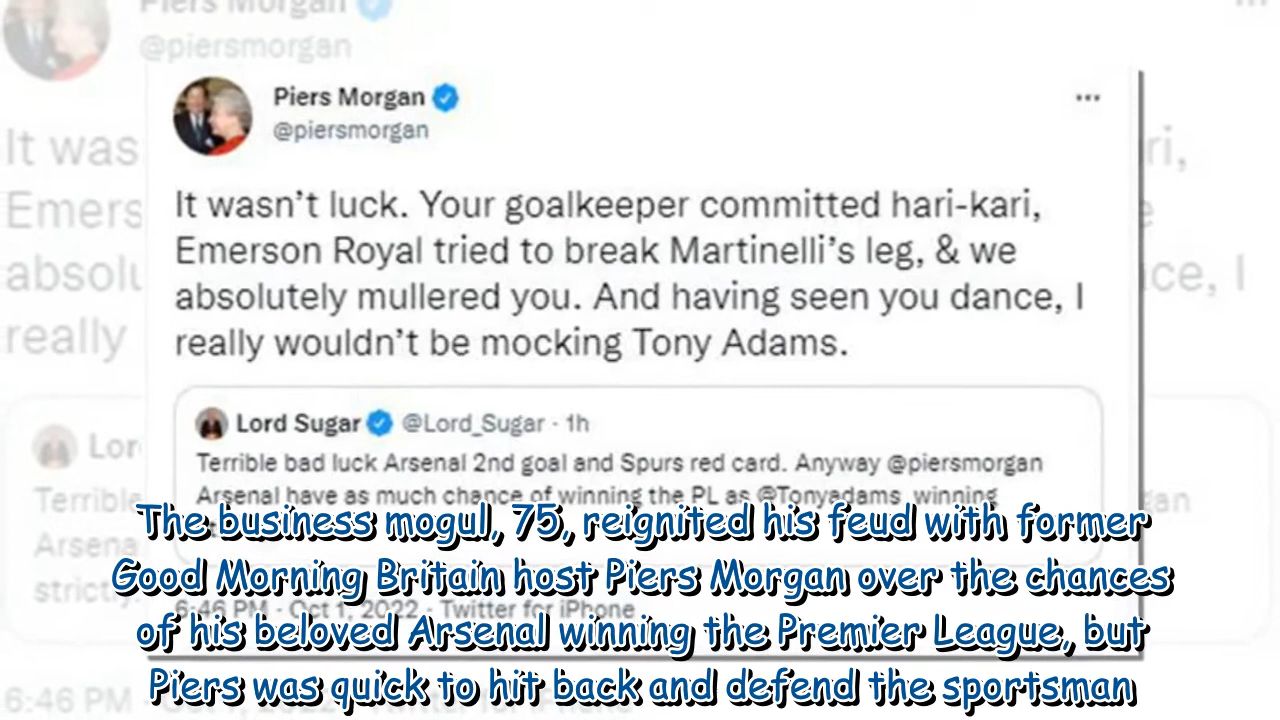 Piers Morgan
@piersmorgan
It wasn't luck. Your goalkeeper committed hari-kari,
Emerson Royal tried to break Martinelli's leg, & we
absolutely mullered you. And having seen you dance, I
really wouldn't be mocking Tony Adams.
Lord Sugar @Lord_Sugar · 1h
Terrible bad luck Arsenal 2nd goal and Spurs red card. Anyway @piersmorgan
Arsenal have as much chance of winning the PL as @Tonyadams winning
6:46 PM · Oct 1, 2022 · Twitter for iPhone
The business mogul, 75, reignited his feud with former
Good Morning Britain host Piers Morgan over the chances
of his beloved Arsenal winning the Premier League, but
Piers was quick to hit back and defend the sportsman